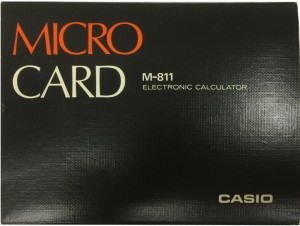 MICRO
CARD
M-811
ELECTRONIC CALCULATOR
CASIO